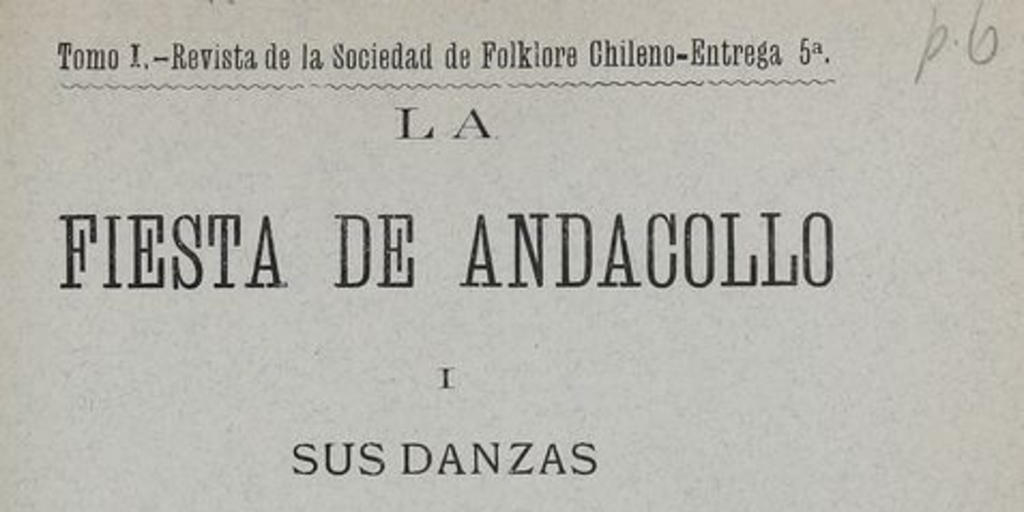 Tomo I.-Revista de la Sociedad de Folklore Chileno-Entrega 5ª.
p.6
LA
FIESTA DE ANDACOLLO
I
SUS DANZAS